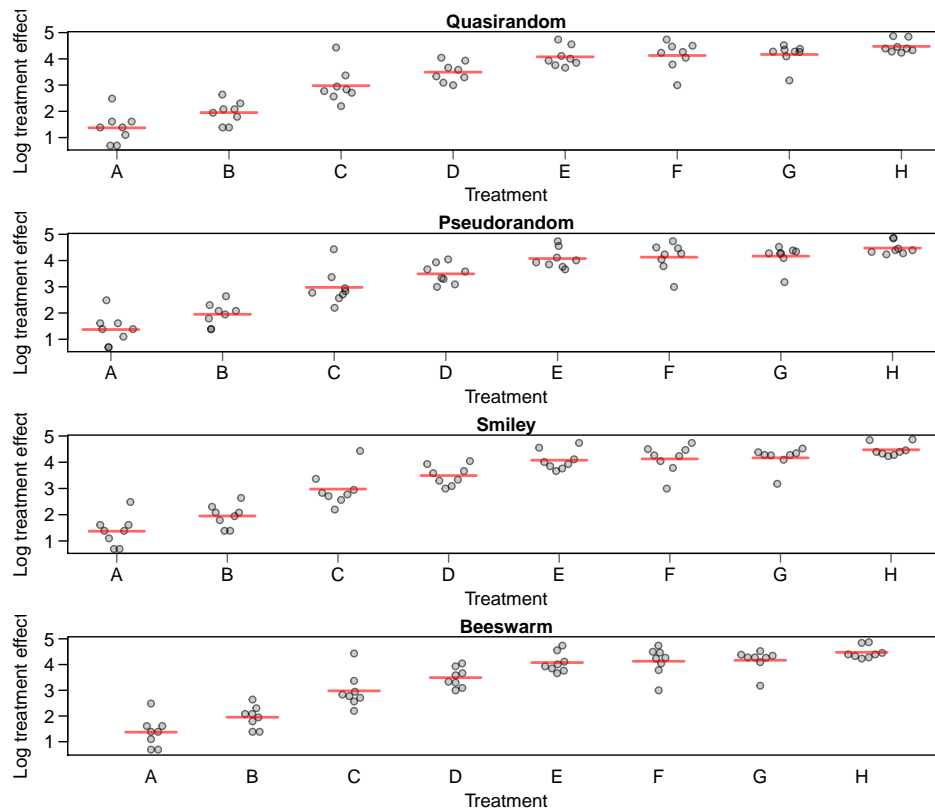 Quasirandom
Log treatment effect
5
4
3
2
1
A B C D E F G H
Treatment
Pseudorandom
Log treatment effect
5
4
3
2
1
A B C D E F G H
Treatment
Smiley
Log treatment effect
5
4
3
2
1
A B C D E F G H
Treatment
Beeswarm
Log treatment effect
5
4
3
2
1
A B C D E F G H
Treatment